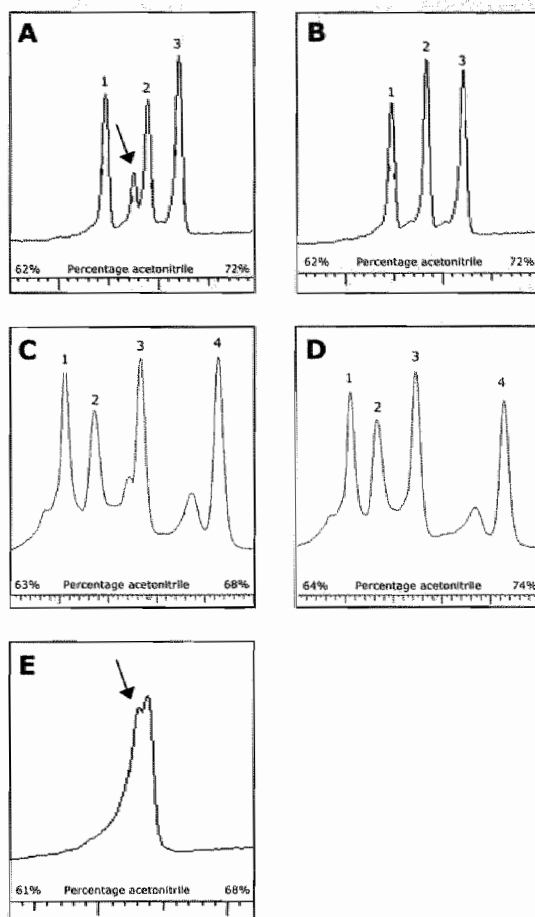 A
1
2
3
62% Percentage acetonitrile 72%
B
1
2
3
62% Percentage acetonitrile 72%
C
1
2
3
4
63% Percentage acetonitrile 68%
D
1
2
3
4
64% Percentage acetonitrile 74%
E
61% Percentage acetonitrile 68%